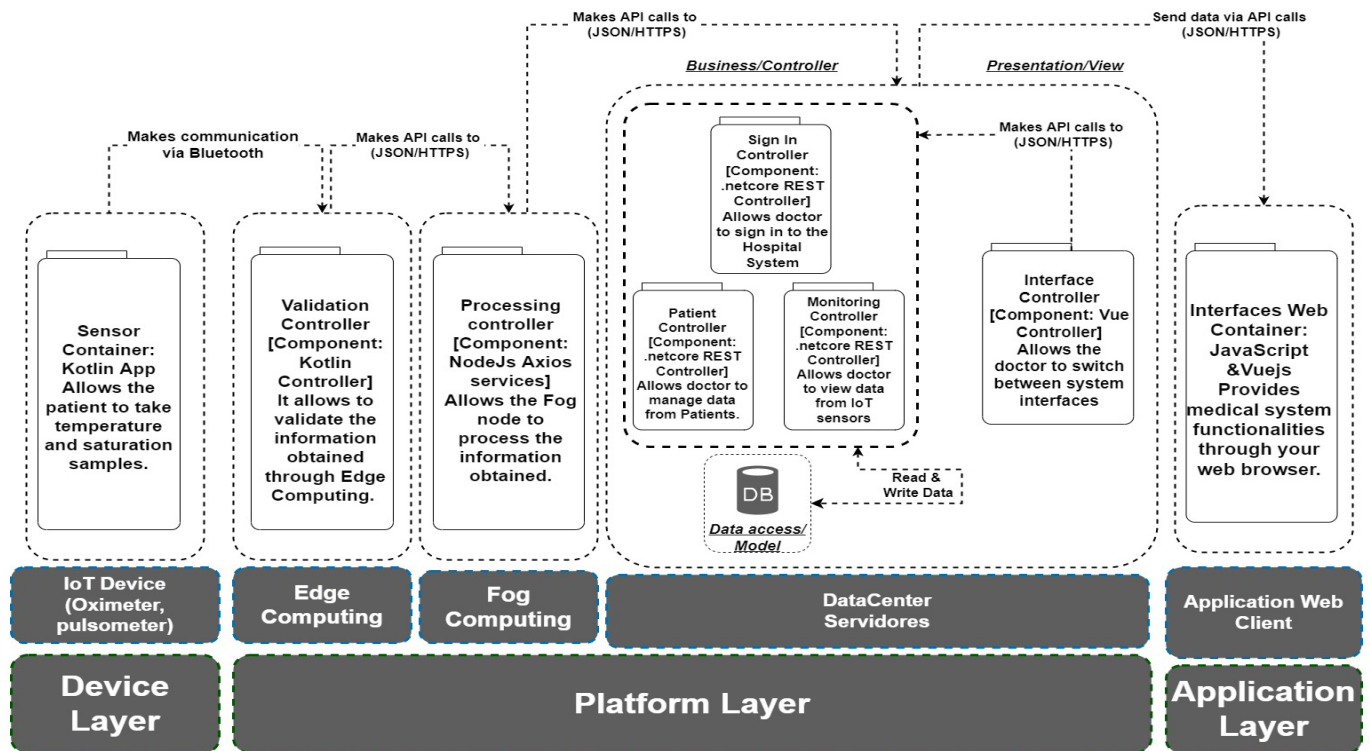 Makes API calls to
(JSON/HTTPS)
Send data via API calls
(JSON/HTTPS)
Business/Controller
Presentation/View
Makes communication
vía Bluetooth
Makes API calls to
(JSON/HTTPS)
Makes API calls to
(JSON/HTTPS)
Sensor
Container:
Kotlin App
Allows the
patient to take
temperature
and saturation
samples.
Validation
Controller
[Component:
Kotlin
Controller]
It allows to
validate the
information
obtained
through Edge
Computing.
Processing
controller
[Component:
NodeJs Axios
services]
Allows the Fog
node to
process the
information
obtained.
Sign In
Controller
[Component:
.netcore REST
Controller]
Allows doctor
to sign in to the
Hospital
System
Patient
Controller
[Component:
.netcore REST
Controller]
Allows doctor to
manage data
from Patients.
Monitoring
Controller
[Component:
.netcore REST
Controller]
Allows doctor
to view data
from IoT
sensors
Interface
Controller
[Component: Vue
Controller]
Allows the
doctor to switch
between system
interfaces
Interfaces Web
Container:
JavaScript
&Vuejs
Provides
medical system
functionalities
through your
web browser.
Read &
Write Data
DB
Data access/
Model
IoT Device
(Oximeter,
pulsometer)
Edge
Computing
Fog
Computing
DataCenter
Servidores
Application Web
Client
Device
Layer
Platform Layer
Application
Layer